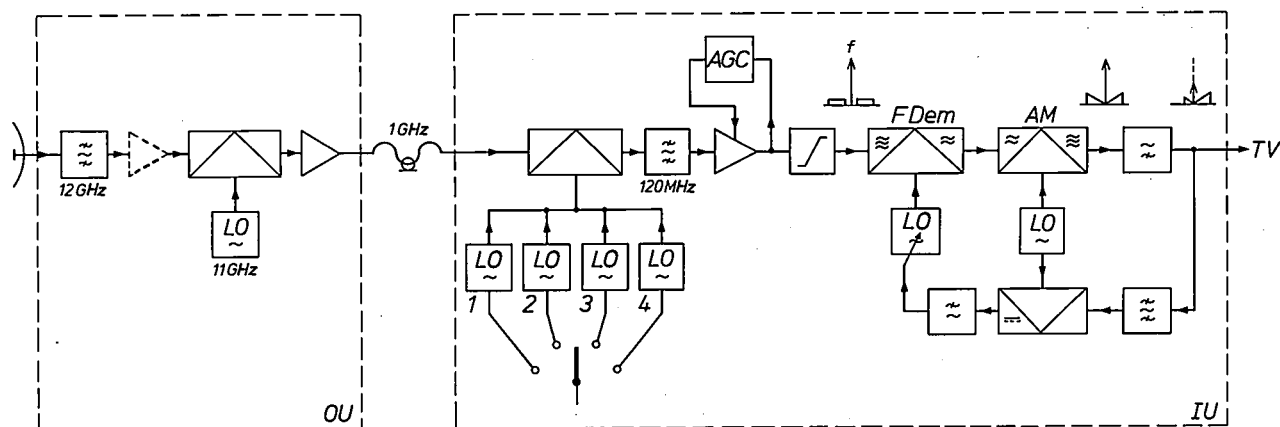 12GHz
LO
~
11GHz
OU
1GHz
LO
~
LO
~
LO
~
LO
~
1
2
3
4
120MHz
AGC
f
FDem
AM
LO
~
LO
~
TV
IU